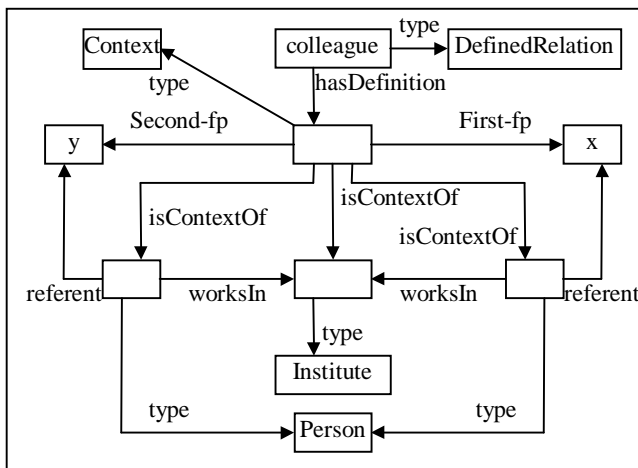 type
Context
colleague
DefinedRelation
type
hasDefinition
Second-fp
First-fp
y
x
isContextOf
isContextOf
isContextOf
referent
worksIn
worksIn
referent
type
Institute
type
type
Person